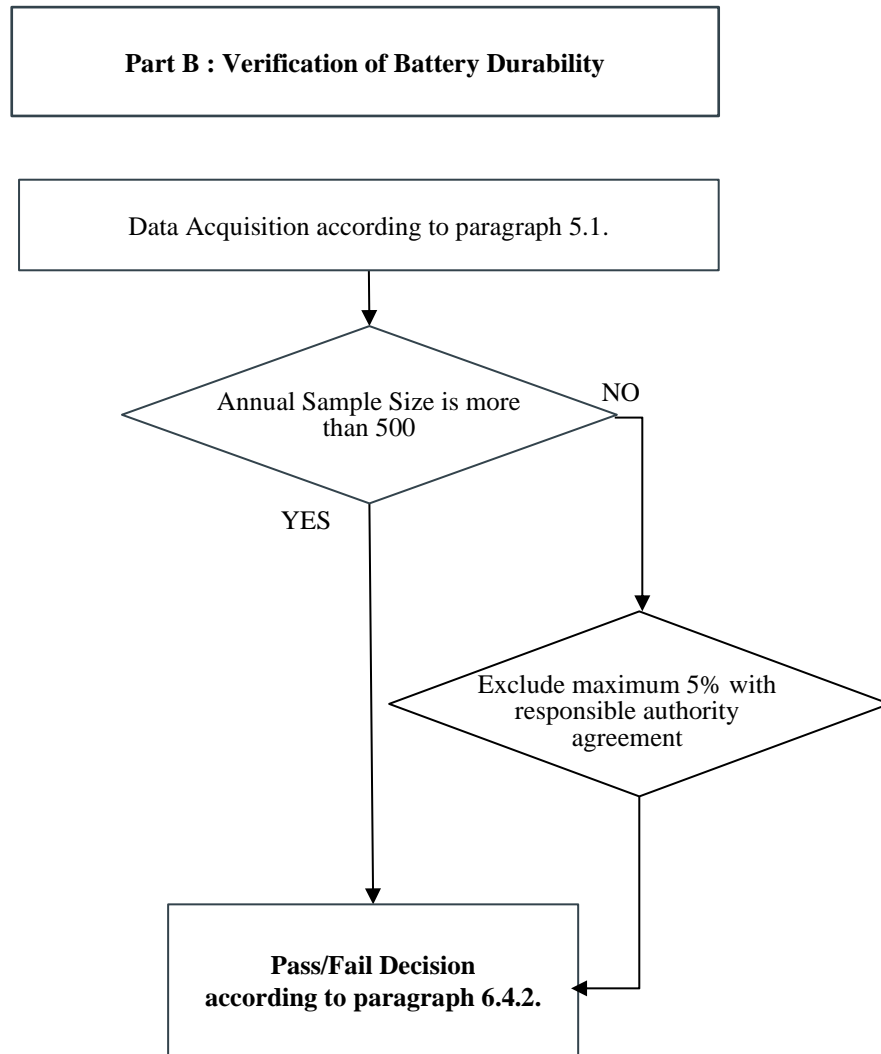 Part B : Verification of Battery Durability
Data Acquisition according to paragraph 5.1.
Annual Sample Size is more
than 500
NO
YES
Exclude maximum 5% with
responsible authority
agreement
Pass/Fail Decision
according to paragraph 6.4.2.